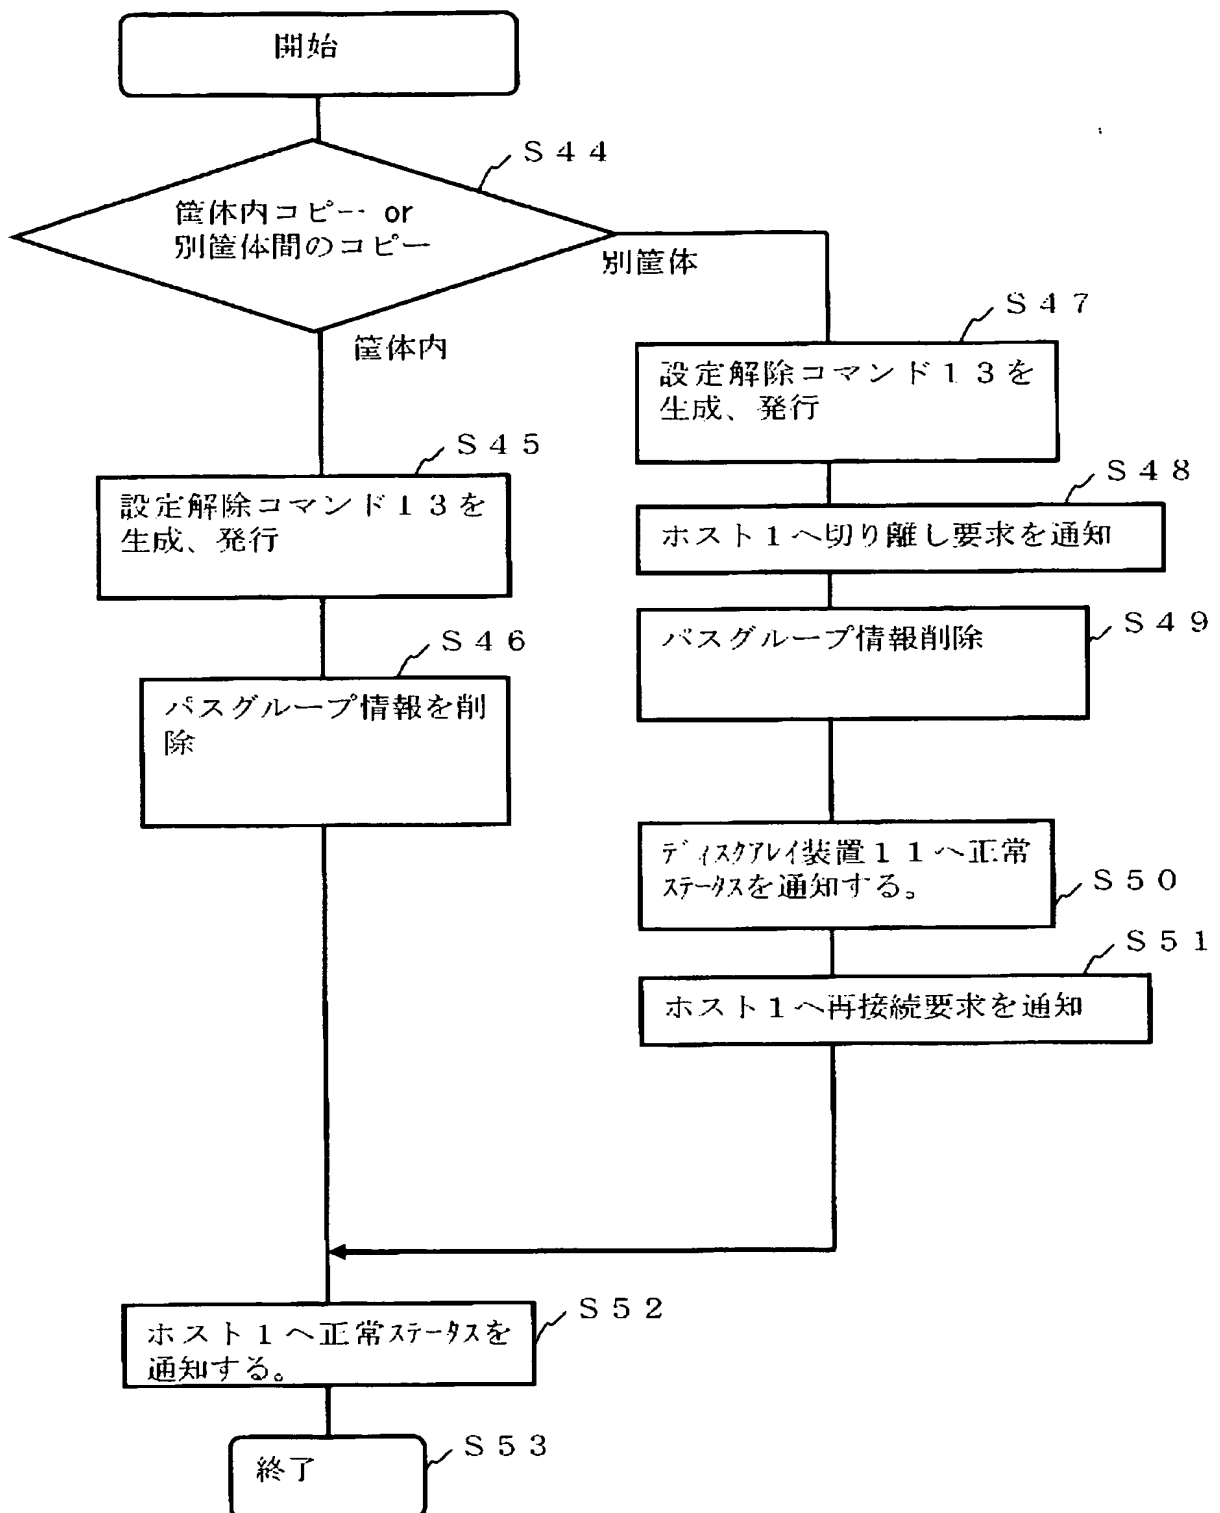 開始
S44
筐体内コピー or
別筐体間のコピー
別筐体
筐体内
S47
設定解除コマンド13を
生成、発行
S45
設定解除コマンド13を
生成、発行
S48
ホスト1へ切り離し要求を通知
S46
パスグループ情報を削
除
S49
パスグループ情報削除
ディスクアレイ装置11へ正常
ステータスを通知する。
S50
S51
ホスト1へ再接続要求を通知
S52
ホスト1へ正常ステータスを
通知する。
S53
終了